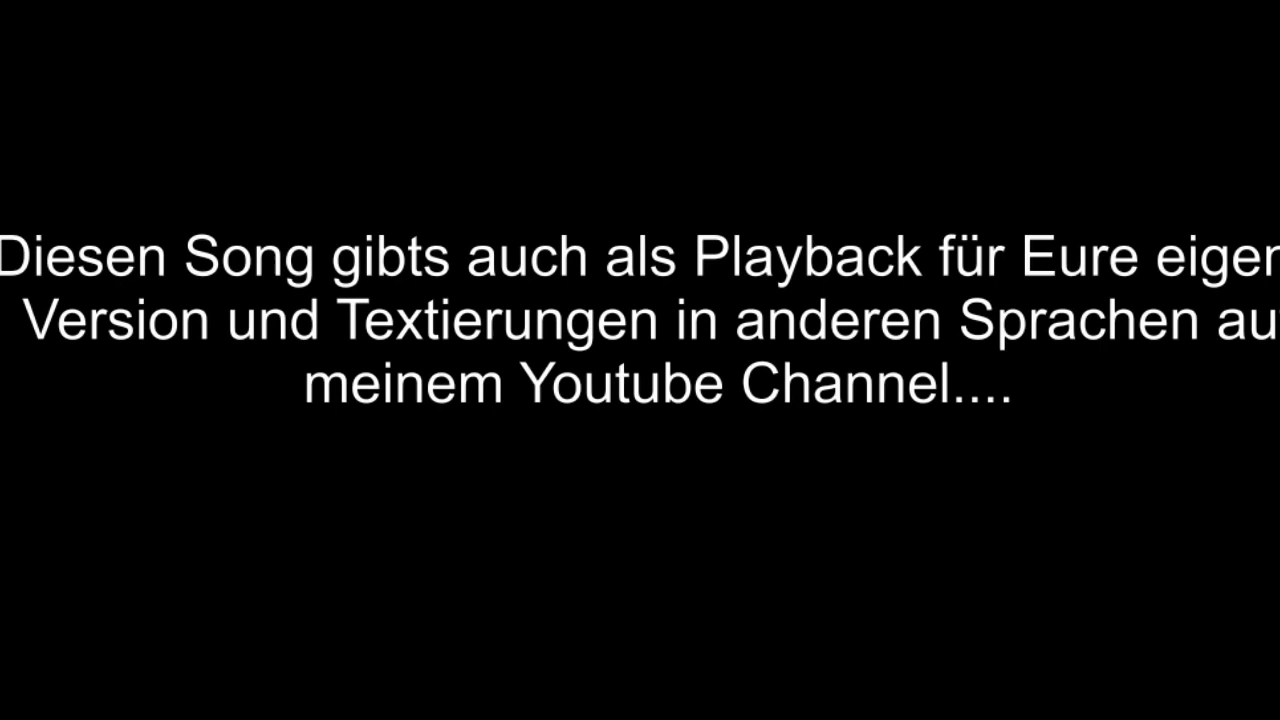 Diesen Song gibts auch als Playback für Eure eigen
Version und Textierungen in anderen Sprachen au
meinem Youtube Channel....